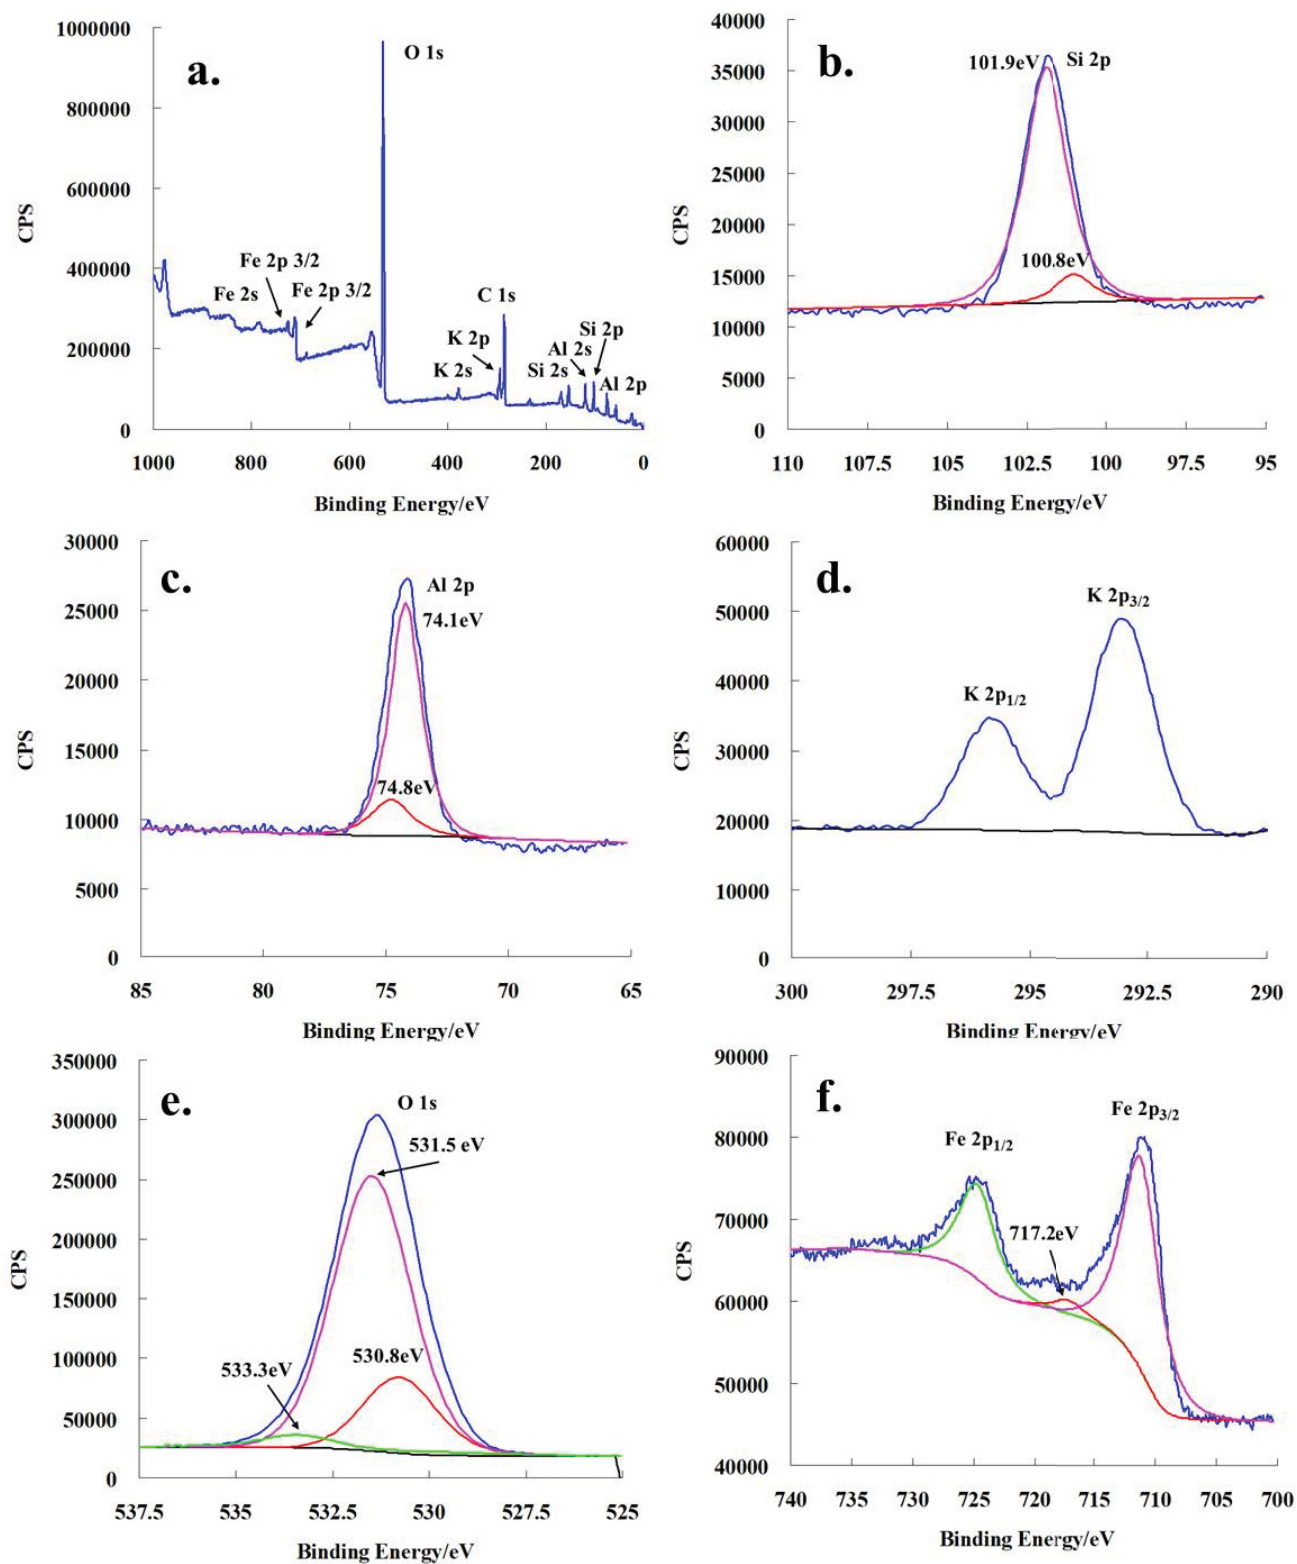 a.
1000000
800000
600000
400000
200000
0
CPS
O 1s
Fe 2p 3/2
Fe 2s
Fe 2p 3/2
C 1s
K 2p
K 2s
Si 2p
Al 2s
Si 2s
Al 2p
1000 800 600 400 200 0
Binding Energy/eV
b.
40000
35000
30000
25000
20000
15000
10000
5000
0
CPS
101.9eV
Si 2p
100.8eV
110 107.5 105 102.5 100 97.5 95
Binding Energy/eV
c.
30000
25000
20000
15000
10000
5000
0
CPS
Al 2p
74.1eV
74.8eV
85 80 75 70 65
Binding Energy/eV
d.
60000
50000
40000
30000
20000
10000
0
CPS
K 2p3/2
K 2p1/2
300 297.5 295 292.5 290
Binding Energy/eV
e.
350000
300000
250000
200000
150000
100000
50000
0
CPS
O 1s
531.5 eV
533.3eV
530.8eV
537.5 535 532.5 530 527.5 525
Binding Energy/eV
f.
90000
80000
70000
60000
50000
40000
CPS
Fe 2p3/2
Fe 2p1/2
717.2eV
740 735 730 725 720 715 710 705 700
Binding Energy/eV